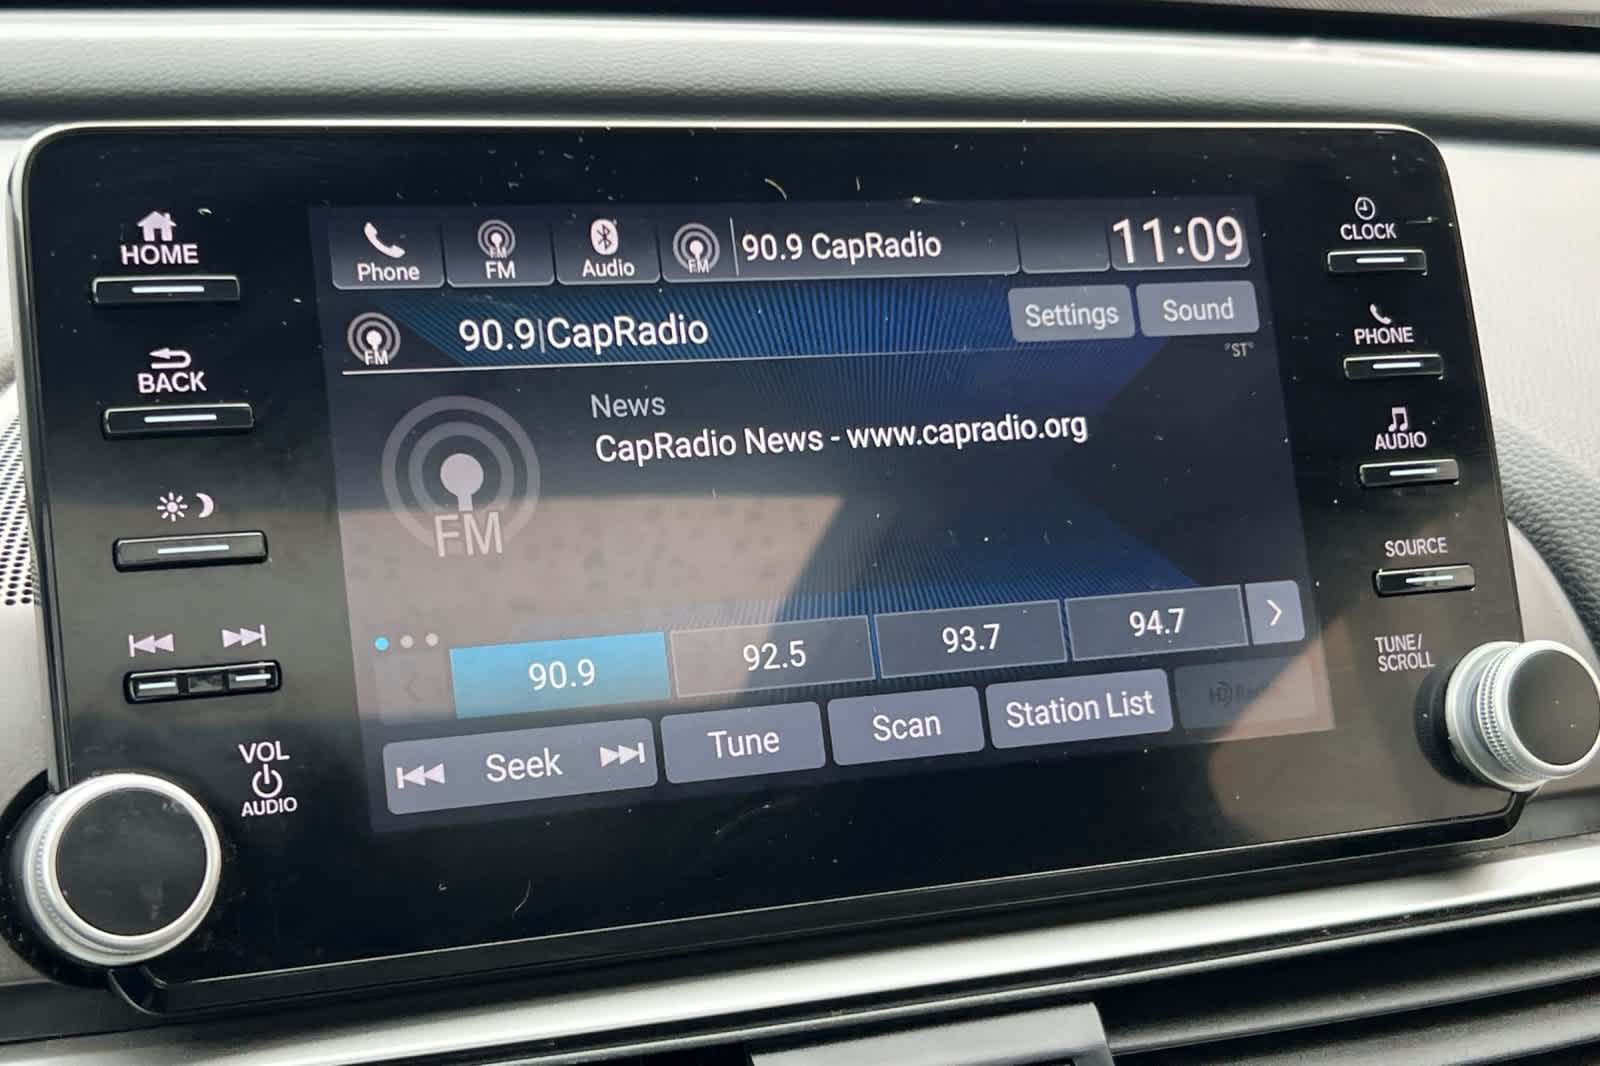 HOME
BACK
VOL
AUDIO
Phone
FM
FM
Audio
FM
90.9 CapRadio
11:09
FM
90.9|CapRadio
Settings
Sound
"ST"
FM
News
CapRadio News - www.capradio.org
90.9
92.5
93.7
94.7
Seek
Tune
Scan
Station List
CLOCK
PHONE
AUDIO
SOURCE
TUNE/
SCROLL